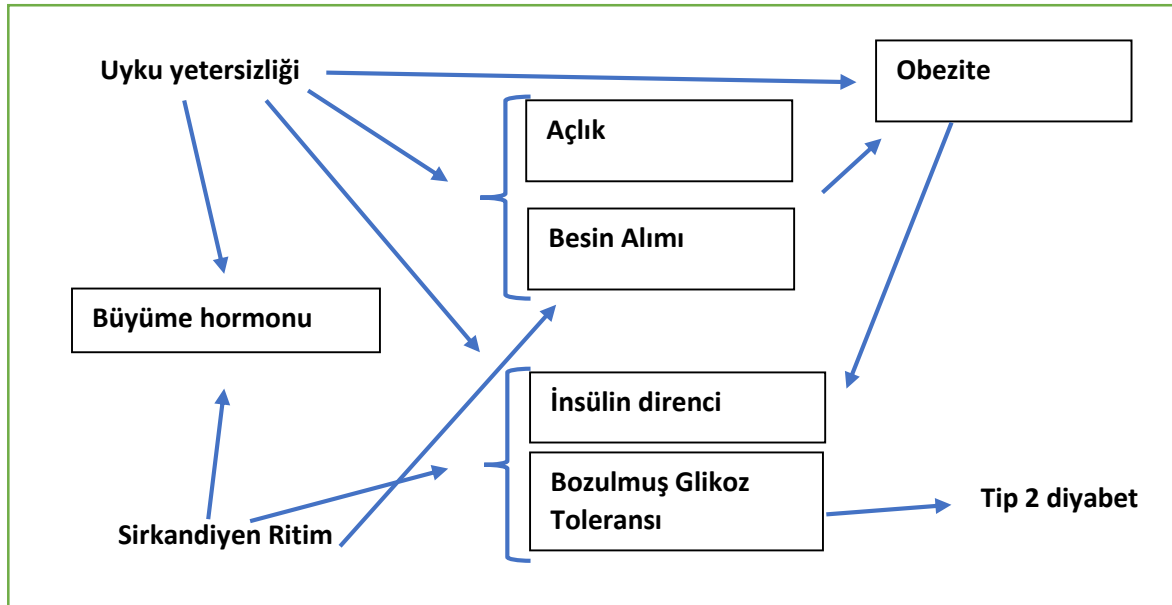 Uyku yetersizliği
Obezite
Açlık
Besin Alımı
Büyüme hormonu
İnsülin direnci
Bozulmuş Glikoz
Toleransı
Tip 2 diyabet
Sirkandiyen Ritim